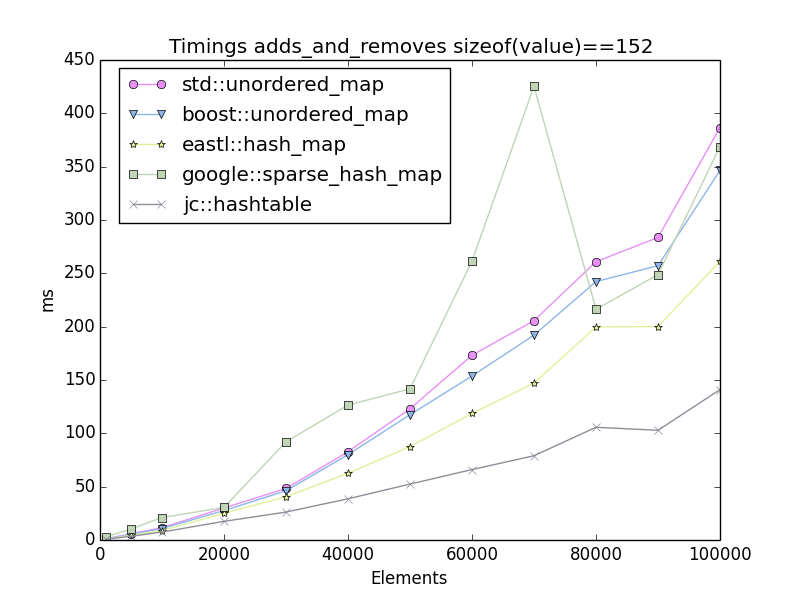 Timings adds_and_removes sizeof(value)==152
450
400
350
300
250
200
150
100
50
0
ms
std::unordered_map
boost::unordered_map
eastl::hash_map
google::sparse_hash_map
jc::hashtable
0 20000 40000 60000 80000 100000
Elements